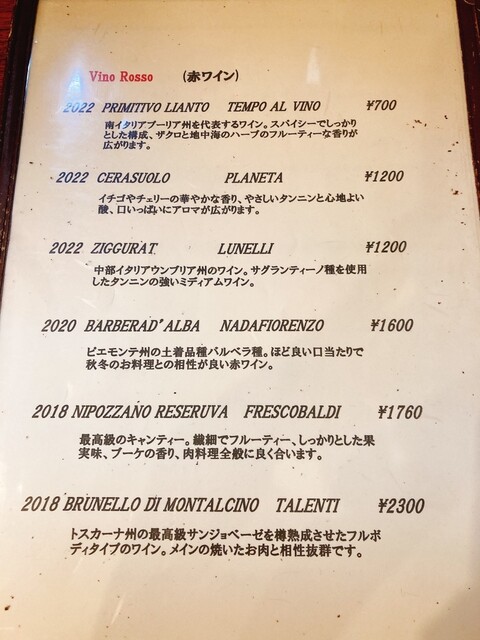 Vino Rosso (赤ワイン)
2022 PRIMITIVO LIANTO TEMPO AL VINO ¥700
南イタリアプーリア州を代表するワイン。スパイシーでしっかり
とした構成、ザクロと地中海のハーブのフルーティーな香りが
広がります。
2022 CERASUOLO PLANETA ¥1200
イチゴやチェリーの華やかな香り、やさしいタンニンと心地よい
酸、口いっぱいにアロマが広がります。
2022 ZIGGURAT LUNELLI ¥1200
中部イタリアウンブリア州のワイン。サグランティーノ種を使用
したタンニンの強いミディアムワイン。
2020 BARBERAD'ALBA NADAFIORENZO ¥1600
ピエモンテ州の土着品種バルベラ種。ほど良い口当たりで
秋冬のお料理との相性が良い赤ワイン。
2018 NIPOZZANO RESERUVA FRESCOBALDI ¥1760
最高級のキャンティー。繊細でフルーティー、しっかりとした果
実味、ブーケの香り、肉料理全般に良く合います。
2018 BRUNELLO DI MONTALCINO TALENTI ¥2300
トスカーナ州の最高級サンジョベーゼを樽熟成させたフルボ
ディタイプのワイン。メインの焼いたお肉と相性抜群です。